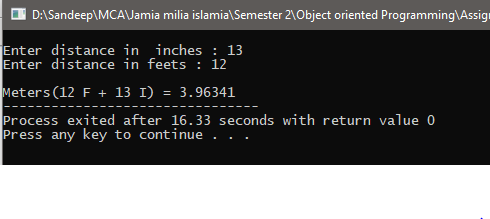 D:\Sandeep\MCA\Jamia milia islamia\Semester 2\Object oriented Programming\Assig
Enter distance in  inches : 13
Enter distance in feets : 12
Meters(12 F + 13 I) = 3.96341
--------------------------------
Process exited after 16.33 seconds with return value 0
Press any key to continue . . .